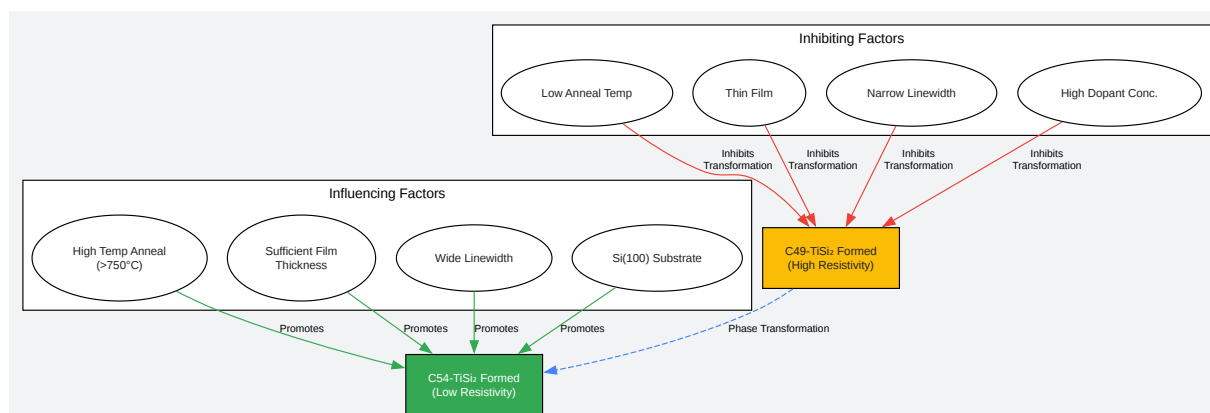 Inhibiting Factors
Low Anneal Temp
Thin Film
Narrow Linewidth
High Dopant Conc.
Inhibits
Transformation
Inhibits
Transformation
Inhibits
Transformation
Inhibits
Transformation
Influencing Factors
High Temp Anneal
(>750°C)
Sufficient Film
Thickness
Wide Linewidth
Si(100) Substrate
C49-TiSi₂ Formed
(High Resistivity)
Promotes
Promotes
Promotes
Promotes
Phase Transformation
C54-TiSi₂ Formed
(Low Resistivity)